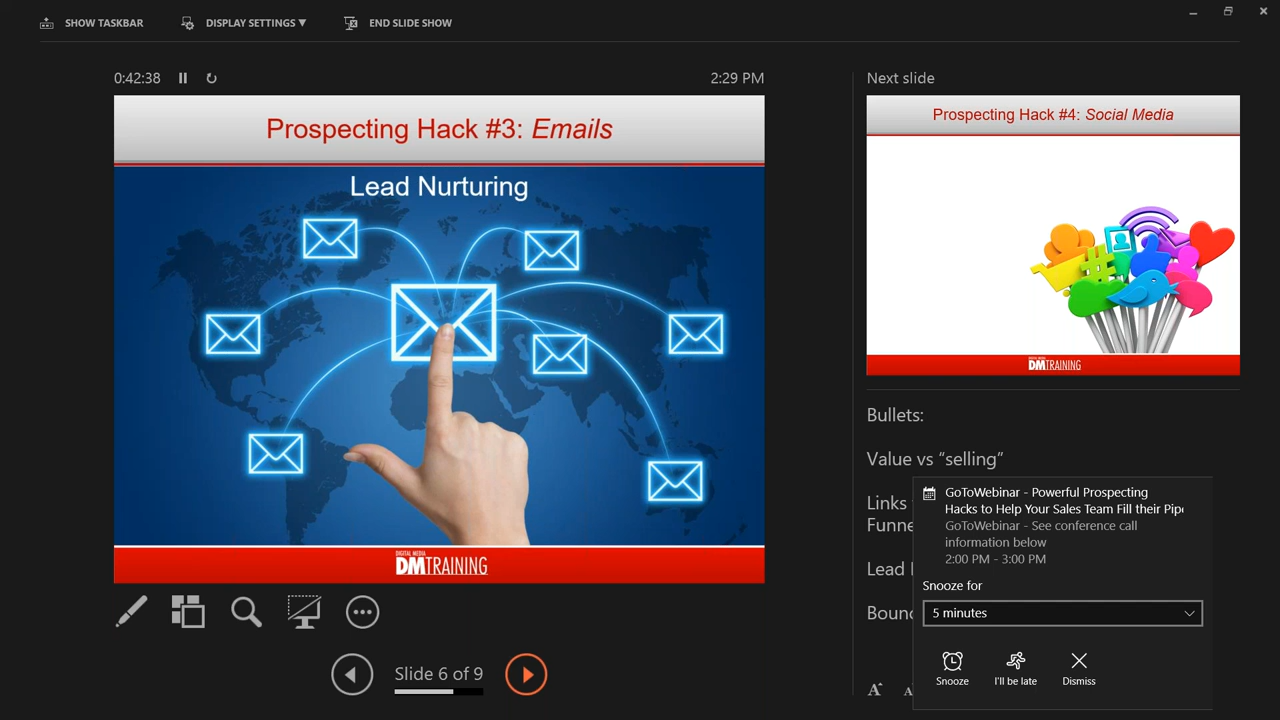 SHOW TASKBAR
DISPLAY SETTINGS ▼
END SLIDE SHOW
0:42:38
2:29 PM
Prospecting Hack #3: Emails
Lead Nurturing
DIGITAL MEDIA
DMTRAINING
Slide 6 of 9
Next slide
Prospecting Hack #4: Social Media
DIGITAL MEDIA
DMTRAINING
Bullets:
Value vs “selling”
Links
Funne
Lead
Boun
GoToWebinar - Powerful Prospecting
Hacks to Help Your Sales Team Fill their Pip
GoToWebinar - See conference call
information below
2:00 PM - 3:00 PM
Snooze for
5 minutes
Snooze
I'll be late
Dismiss